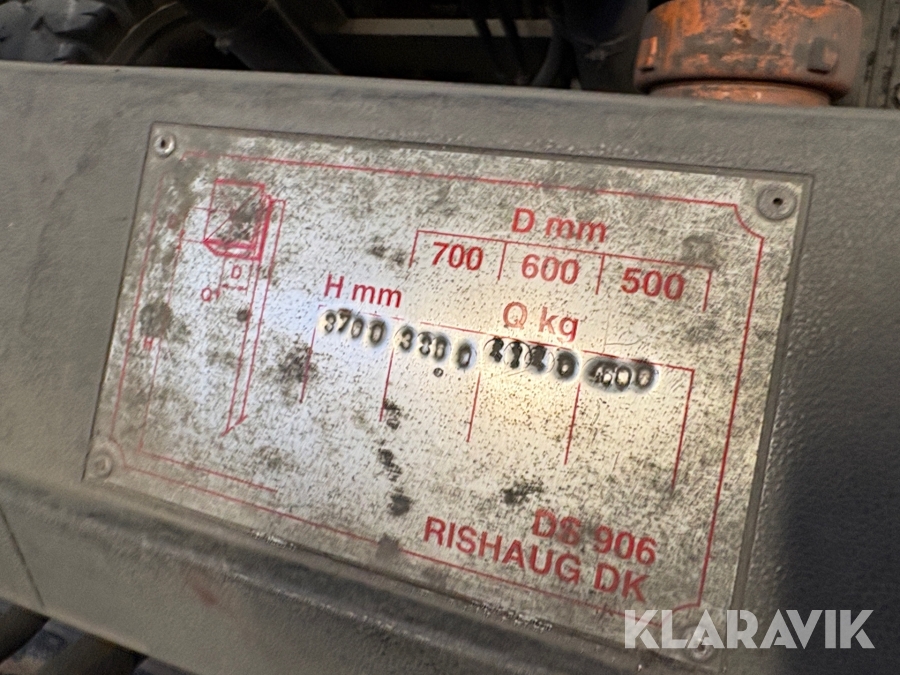 D mm
700 600 500
H mm Q kg
3700
D
DS 906
RISHAUG DK
KLARAVIK